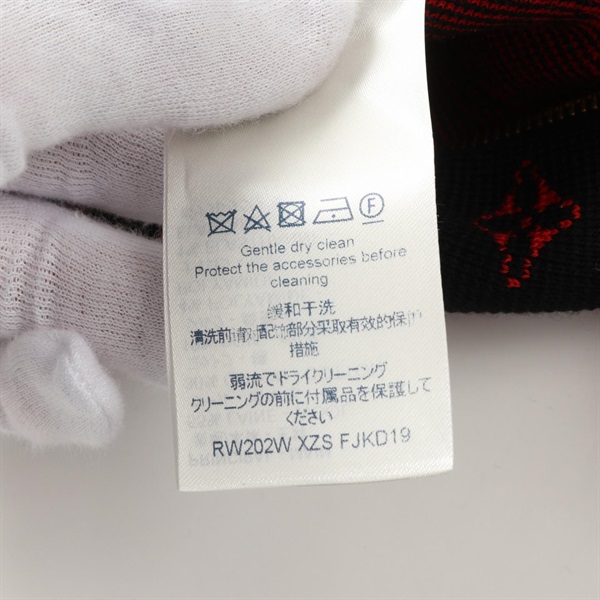 F
Gentle dry clean
Protect the accessories before
cleaning
缓和干洗
清洗前请对配饰部分采取有效的保护
措施
弱流でドライクリーニング
クリーニングの前に付属品を保護して
ください
RW202W XZS FJKD19